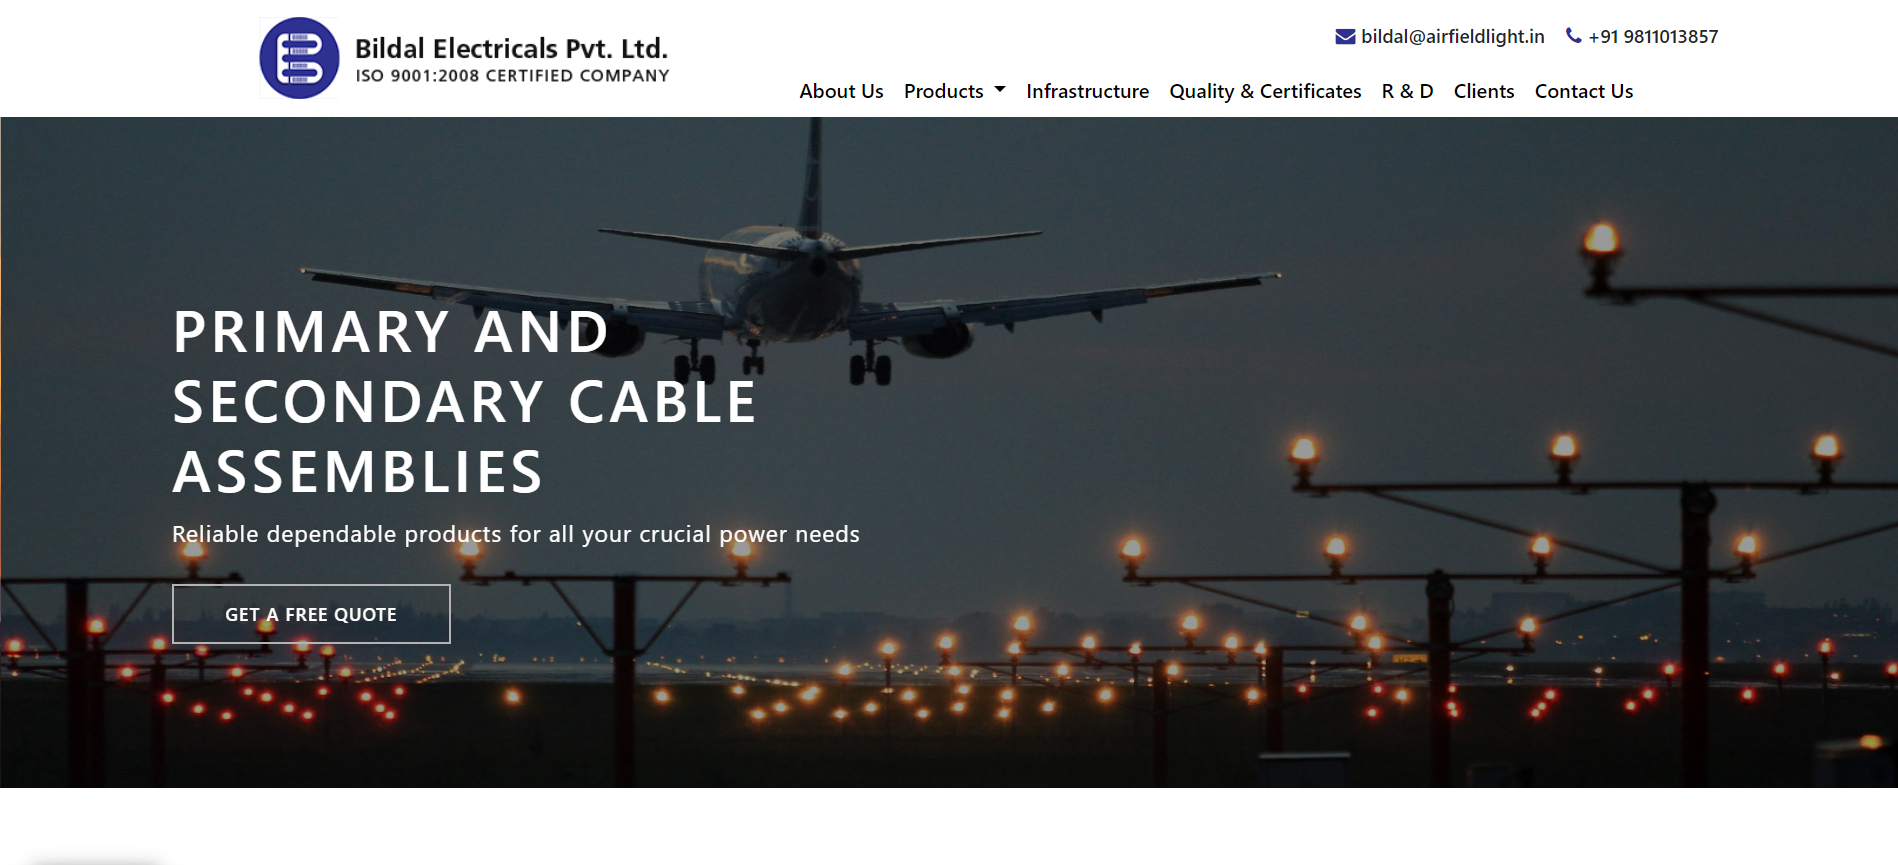 Bildal Electricals Pvt. Ltd.
ISO 9001:2008 CERTIFIED COMPANY
bildal@airfieldlight.in +91 9811013857
About Us Products Infrastructure Quality & Certificates R & D Clients Contact Us
PRIMARY AND
SECONDARY CABLE
ASSEMBLIES
Reliable dependable products for all your crucial power needs
GET A FREE QUOTE